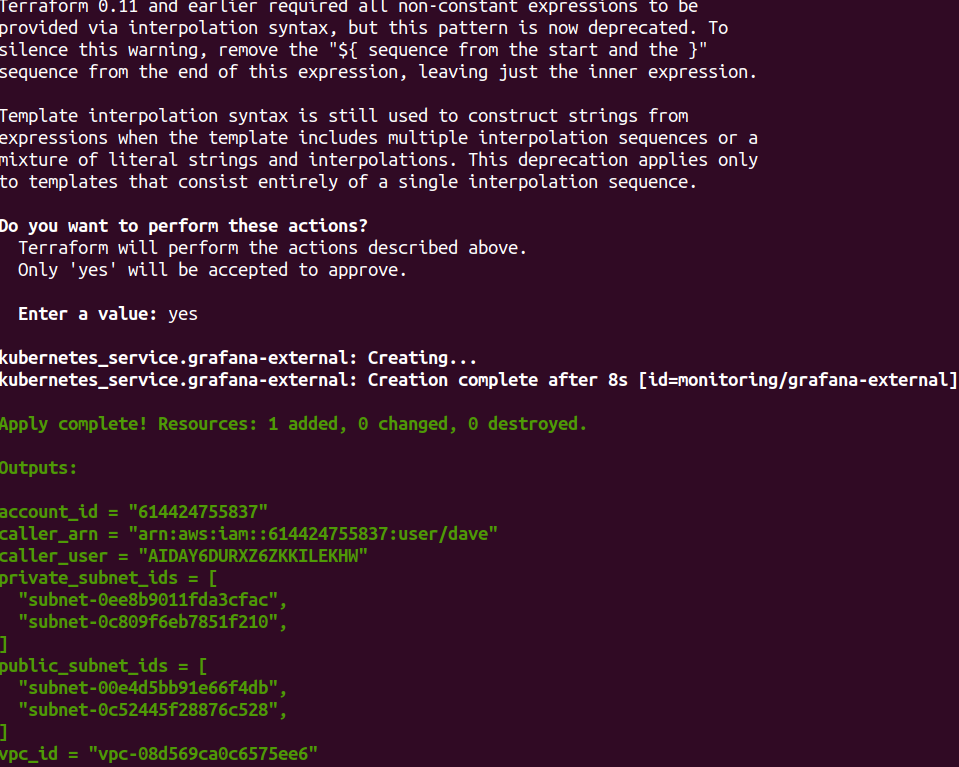 Terraform 0.11 and earlier required all non-constant expressions to be
provided via interpolation syntax, but this pattern is now deprecated. To
silence this warning, remove the "${ sequence from the start and the }"
sequence from the end of this expression, leaving just the inner expression.
Template interpolation syntax is still used to construct strings from
expressions when the template includes multiple interpolation sequences or a
mixture of literal strings and interpolations. This deprecation applies only
to templates that consist entirely of a single interpolation sequence.
Do you want to perform these actions?
Terraform will perform the actions described above.
Only 'yes' will be accepted to approve.
Enter a value: yes
kubernetes_service.grafana-external: Creating...
kubernetes_service.grafana-external: Creation complete after 8s [id=monitoring/grafana-external]
Apply complete! Resources: 1 added, 0 changed, 0 destroyed.
Outputs:
account_id = "614424755837"
caller_arn = "arn:aws:iam::614424755837:user/dave"
caller_user = "AIDAY6DURXZ6ZKKILEKHW"
private_subnet_ids = [
"subnet-0ee8b9011fda3cfac",
"subnet-0c809f6eb7851f210",
]
public_subnet_ids = [
"subnet-00e4d5bb91e66f4db",
"subnet-0c52445f28876c528",
]
vpc_id = "vpc-08d569ca0c6575ee6"